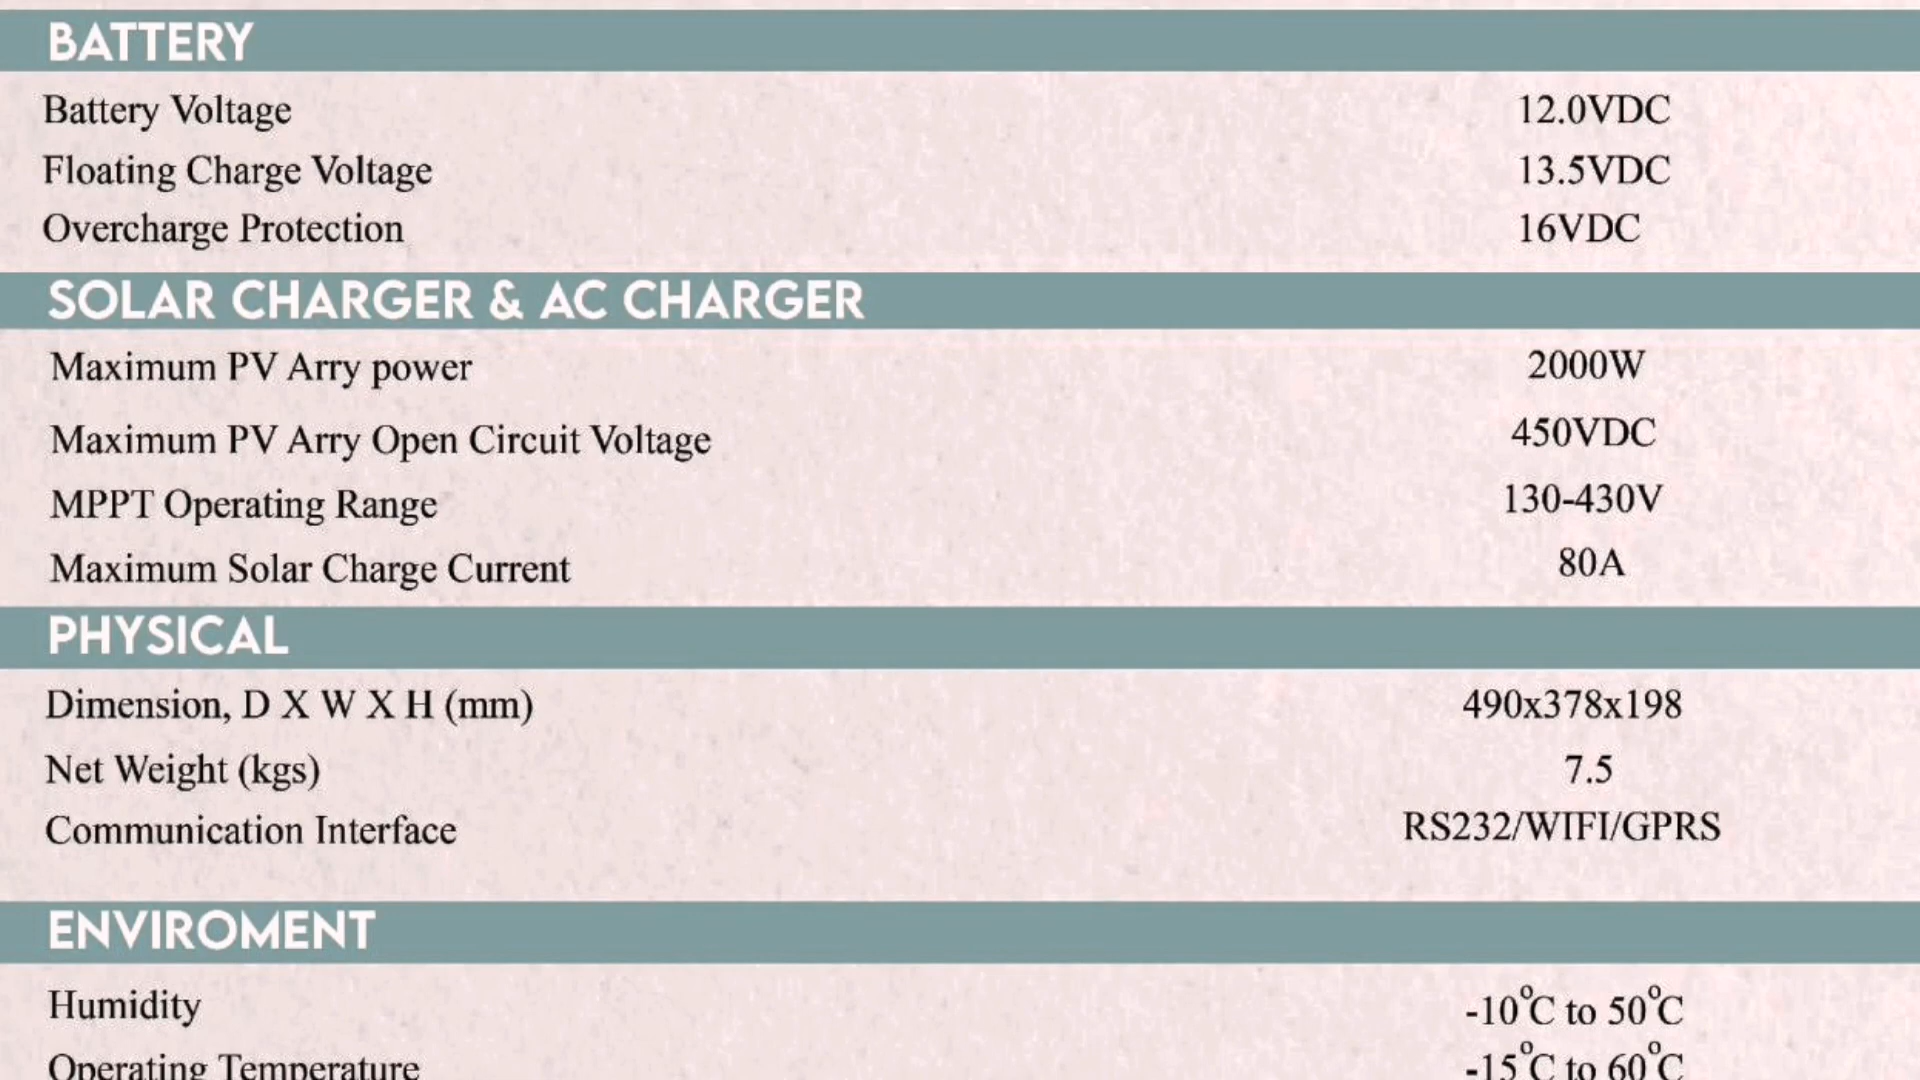 BATTERY
Battery Voltage 12.0VDC
Floating Charge Voltage 13.5VDC
Overcharge Protection 16VDC
SOLAR CHARGER & AC CHARGER
Maximum PV Arry power 2000W
Maximum PV Arry Open Circuit Voltage 450VDC
MPPT Operating Range 130-430V
Maximum Solar Charge Current 80A
PHYSICAL
Dimension, D X W X H (mm) 490x378x198
Net Weight (kgs) 7.5
Communication Interface RS232/WIFI/GPRS
ENVIROMENT
Humidity -10°C to 50°C
Operating Temperature -15°C to 60°C